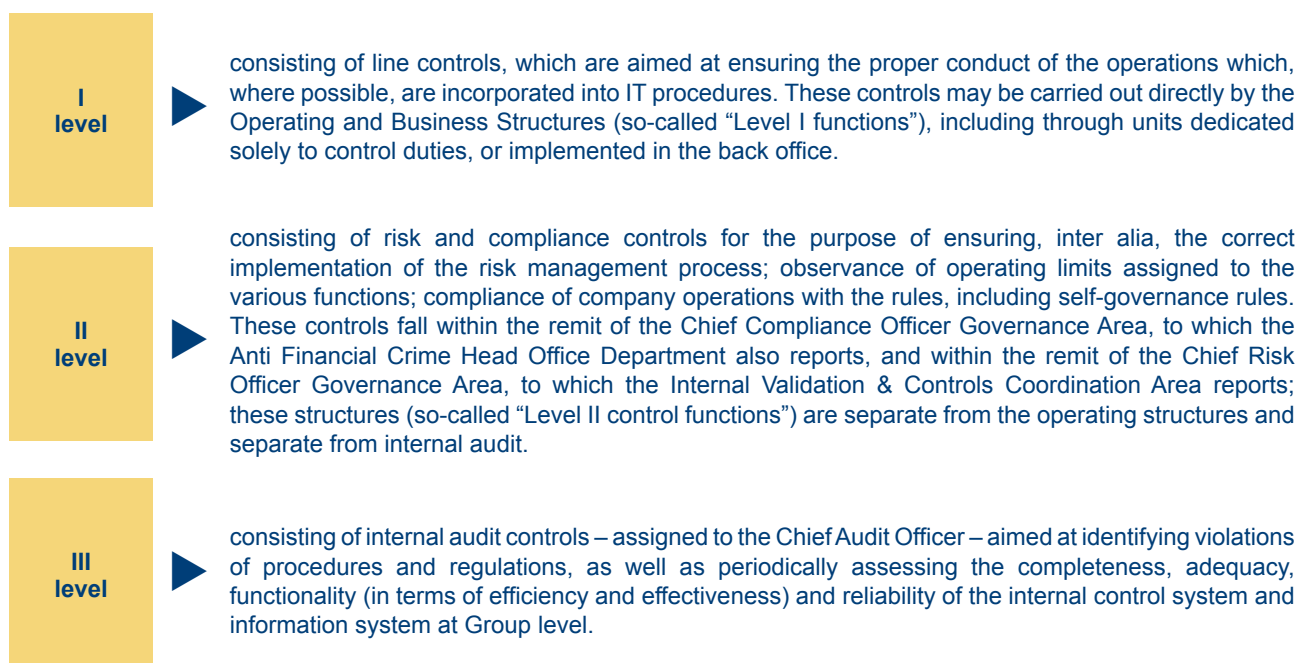 I
level
consisting of line controls, which are aimed at ensuring the proper conduct of the operations which,
where possible, are incorporated into IT procedures. These controls may be carried out directly by the
Operating and Business Structures (so-called “Level I functions”), including through units dedicated
solely to control duties, or implemented in the back office.
II
level
consisting of risk and compliance controls for the purpose of ensuring, inter alia, the correct
implementation of the risk management process; observance of operating limits assigned to the
various functions; compliance of company operations with the rules, including self-governance rules.
These controls fall within the remit of the Chief Compliance Officer Governance Area, to which the
Anti Financial Crime Head Office Department also reports, and within the remit of the Chief Risk
Officer Governance Area, to which the Internal Validation & Controls Coordination Area reports;
these structures (so-called “Level II control functions”) are separate from the operating structures and
separate from internal audit.
III
level
consisting of internal audit controls – assigned to the Chief Audit Officer – aimed at identifying violations
of procedures and regulations, as well as periodically assessing the completeness, adequacy,
functionality (in terms of efficiency and effectiveness) and reliability of the internal control system and
information system at Group level.